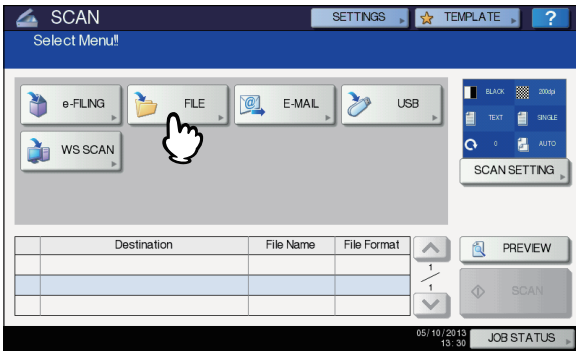 SCAN
SETTINGS
TEMPLATE
?
Select Menu!!
e-FILING
FILE
E-MAIL
USB
WS SCAN
BLACK
200dpi
TEXT
SINGLE
0
AUTO
SCAN SETTING
Destination
File Name
File Format
1
1
PREVIEW
SCAN
05/10/2013
13:30
JOB STATUS